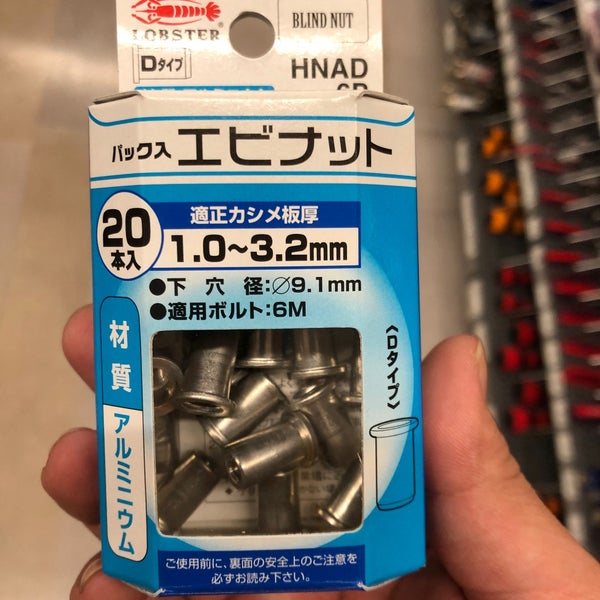 LOBSTER
BLIND NUT
Dタイプ
HNAD
6P
パック入 エビナット
20
本入
適正カシメ板厚
1.0～3.2mm
●下穴径:∅9.1mm
●適用ボルト:6M
材質 アルミニウム
〈Dタイプ〉
ご使用前に、裏面の安全上のご注意を
必ずお読み下さい。